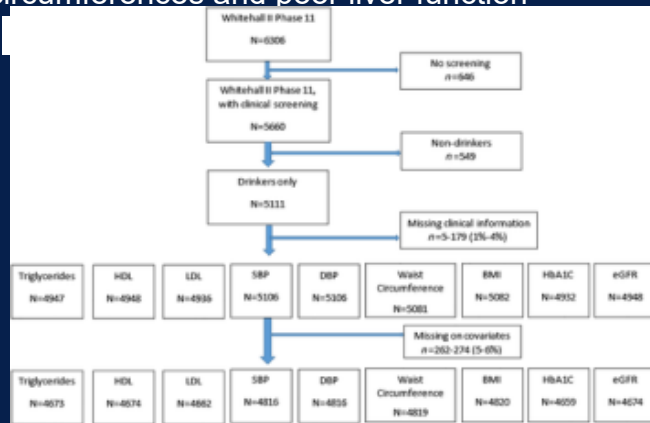 circumferences and poor liver function
Whitehall II Phase 11
N=6306
No screening
n=646
Whitehall II Phase 11,
with clinical screening
N=5660
Non-drinkers
n=549
Drinkers only
N=5111
Missing clinical information
n=5-179 (1%-4%)
Triglycerides HDL LDL SBP DBP Waist Circumference BMI HbA1C eGFR
N=4947 N=4948 N=4936 N=5106 N=5106 N=5081 N=5082 N=4932 N=4948
Missing on covariates
n=262-274 (5-6%)
Triglycerides HDL LDL SBP DBP Waist Circumference BMI HbA1C eGFR
N=4673 N=4674 N=4662 N=4816 N=4816 N=4819 N=4820 N=4659 N=4674